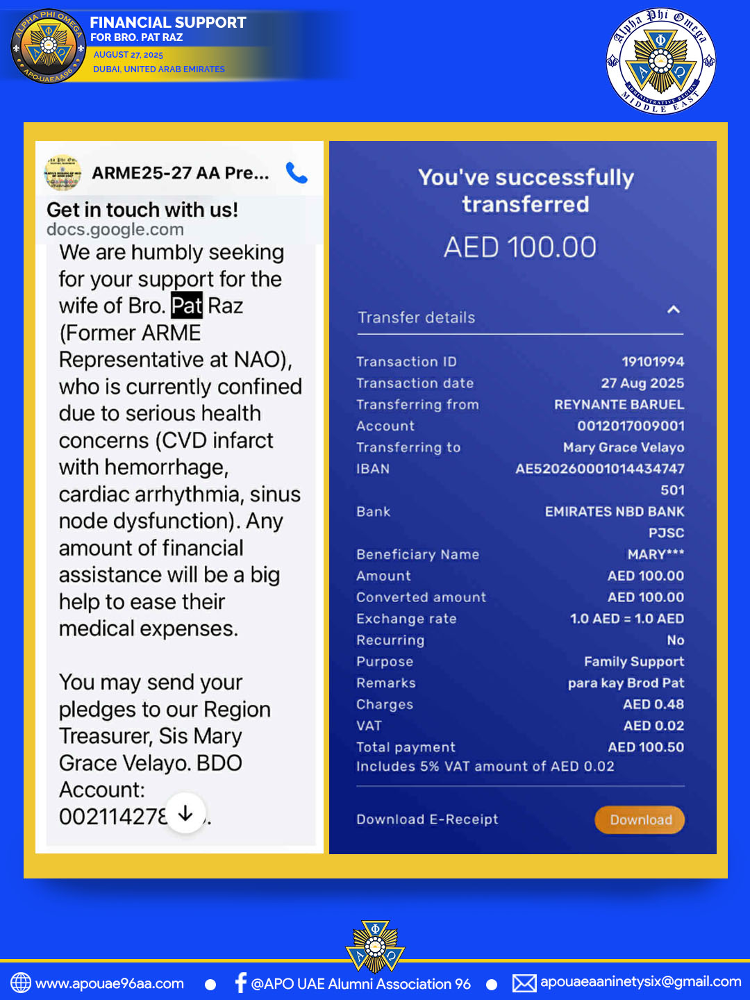 ALPHA PHI OMEGA
APO-UAEAA96
FINANCIAL SUPPORT
FOR BRO. PAT RAZ
AUGUST 27, 2025
DUBAI, UNITED ARAB EMIRATES
Alpha Phi Omega
ADMINISTRATIVE REGION
MIDDLE EAST
ARME25-27 AA Pre...
Get in touch with us!
docs.google.com
We are humbly seeking
for your support for the
wife of Bro. Pat Raz
(Former ARME
Representative at NAO),
who is currently confined
due to serious health
concerns (CVD infarct
with hemorrhage,
cardiac arrhythmia, sinus
node dysfunction). Any
amount of financial
assistance will be a big
help to ease their
medical expenses.
You may send your
pledges to our Region
Treasurer, Sis Mary
Grace Velayo. BDO
Account:
00211427
You've successfully
transferred
AED 100.00
Transfer details
Transaction ID 19101994
Transaction date 27 Aug 2025
Transferring from REYNANTE BARUEL
Account 0012017009001
Transferring to Mary Grace Velayo
IBAN AE520260001014434747
501
Bank EMIRATES NBD BANK
PJSC
Beneficiary Name MARY***
Amount AED 100.00
Converted amount AED 100.00
Exchange rate 1.0 AED = 1.0 AED
Recurring No
Purpose Family Support
Remarks para kay Brod Pat
Charges AED 0.48
VAT AED 0.02
Total payment AED 100.50
Includes 5% VAT amount of AED 0.02
Download E-Receipt Download
www.apouae96aa.com
@APO UAE Alumni Association 96
apouaeaaninetysix@gmail.com